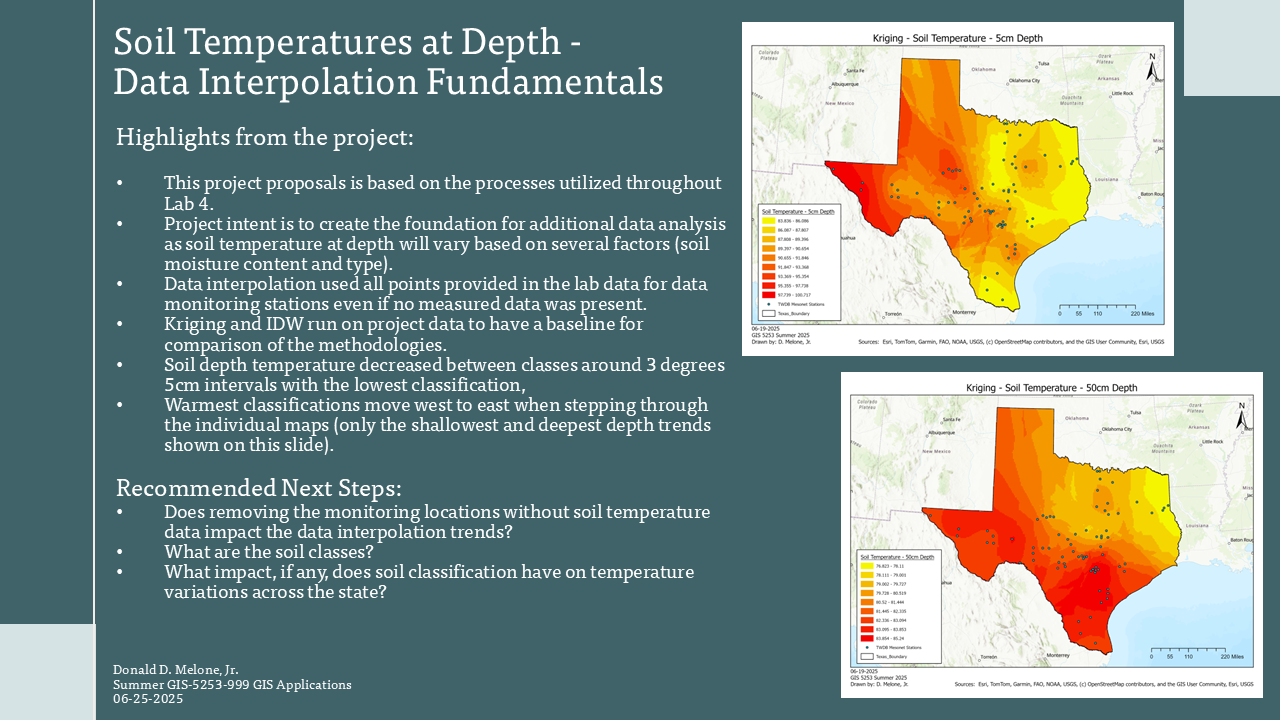 Soil Temperatures at Depth -
Data Interpolation Fundamentals
Highlights from the project:
• This project proposals is based on the processes utilized throughout
Lab 4.
• Project aims to to create the foundation for additional data analysis
as soil temperature at depth will vary based on several factors (soil
moisture content and type).
• Data interpolation used all points provided in the lab data for data
monitoring stations even if no measured data was present.
• Kriging and IDW run on project data to have a baseline for
comparison of the methodologies.
• Soil depth temperature decreased between classes around 3 degrees
5cm intervals with the lowest classification,
• Warmest classifications move west to east when stepping through
the individual maps (only the shallowest and deepest depth trends
shown on this slide).
Recommended Next Steps:
• Does removing the monitoring locations without soil temperature
data impact the data interpolation trends?
• What are the soil classes?
• What impact, if any, does soil classification have on temperature
variations across the state?
Donald D. Melone, Jr.
06-25-2025
Kriging - Soil Temperature - 5cm Depth
Colorado
Plateau
Santa Fe
Albuquerque
New Mexico
Oklahoma
Tulsa
Oklahoma City
Ozark
Plateau
Arkansas
Ouachita
Mountains
Little Rock
N
Louisiana
Baton Roug
Soil Temperature - 5cm Depth
83.836 - 86.086
86.087 - 87.807
87.808 - 89.396
89.397 - 90.654
90.655 - 91.846
91.847 - 93.368
93.369 - 95.354
95.355 - 97.738
97.739 - 100.717
TWDB Mesonet Stations
Texas_Boundary
huahua
Torreón
Monterrey
0 55 110 220 Miles
06-19-2025
GIS 5253 Summer 2025
Drawn by: D. Melone, Jr.
Sources: Esri, TomTom, Garmin, FAO, NOAA, USGS, (c) OpenStreetMap contributors, and the GIS User Community, Esri, USGS
Kriging - Soil Temperature - 50cm Depth
Colorado
Plateau
Santa Fe
Albuquerque
New Mexico
Oklahoma
Tulsa
Oklahoma City
Ozark
Plateau
Arkansas
Ouachita
Mountains
Little Rock
N
Louisiana
Baton Roug
Soil Temperature - 50cm Depth
78.111 - 79.001
79.002 - 79.727
79.728 - 80.519
80.52 - 81.444
81.445 - 82.335
82.336 - 83.094
83.095 - 83.853
83.854 - 85.24
TWDB Mesonet Stations
Texas_Boundary
huahua
Torreón
Monterrey
0 55 110 220 Miles
06-19-2025
GIS 5253 Summer 2025
Drawn by: D. Melone, Jr.
Sources: Esri, TomTom, Garmin, FAO, NOAA, USGS, (c) OpenStreetMap contributors, and the GIS User Community, Esri, USGS